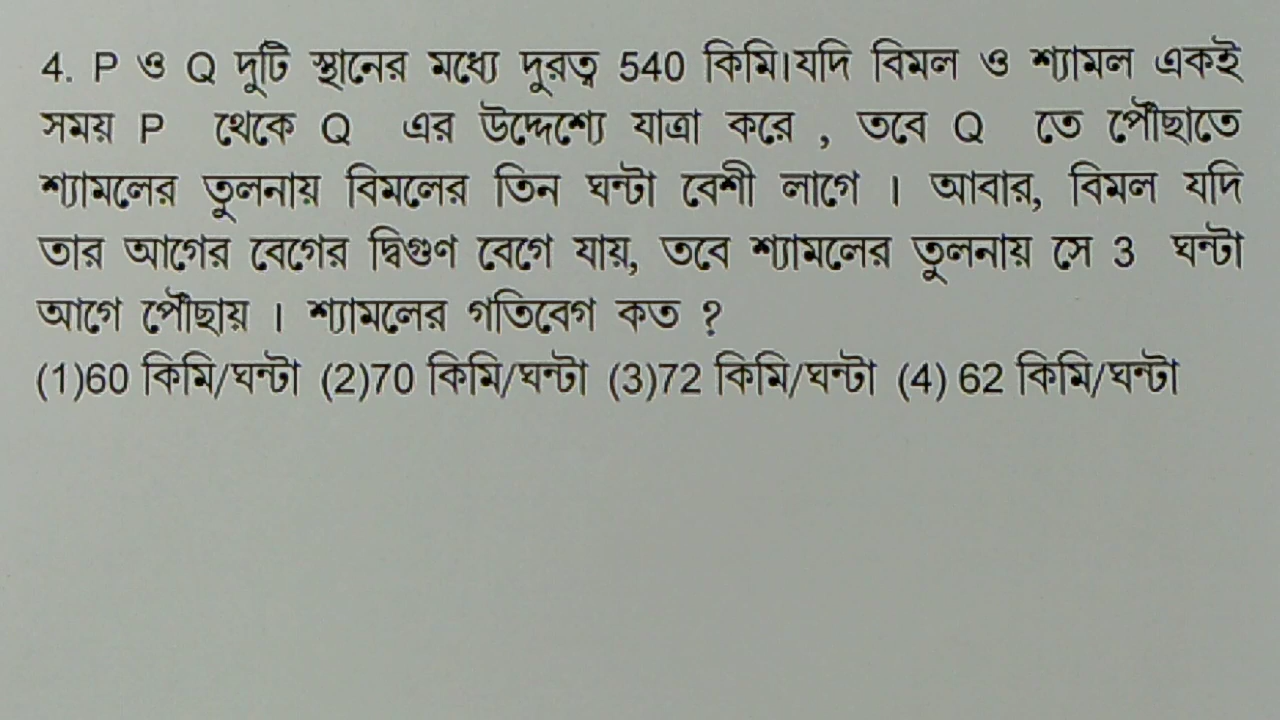 4. P ও Q দুটি স্থানের মধ্যে দুরত্ব 540 কিমি।যদি বিমল ও শ্যামল একই
সময় P থেকে Q এর উদ্দেশ্যে যাত্রা করে , তবে Q তে পৌঁছাতে
শ্যামলের তুলনায় বিমলের তিন ঘন্টা বেশী লাগে । আবার, বিমল যদি
তার আগের বেগের দ্বিগুণ বেগে যায়, তবে শ্যামলের তুলনায় সে 3 ঘন্টা
আগে পৌঁছায় । শ্যামলের গতিবেগ কত ?
(1)60 কিমি/ঘন্টা (2)70 কিমি/ঘন্টা (3)72 কিমি/ঘন্টা (4) 62 কিমি/ঘন্টা